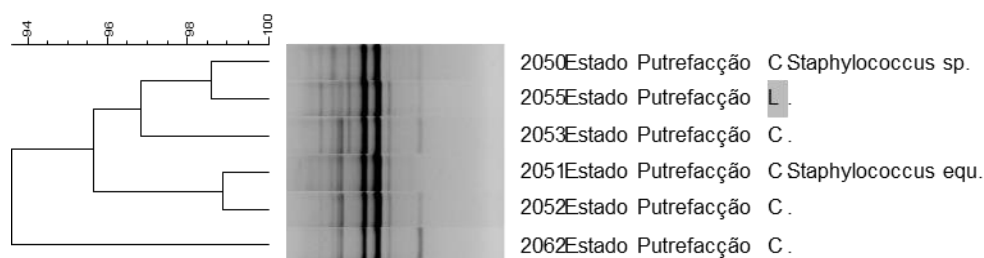 94 96 98 100
2050Estado Putrefacção C Staphylococcus sp.
2055Estado Putrefacção L .
2053Estado Putrefacção C .
2051Estado Putrefacção C Staphylococcus equ.
2052Estado Putrefacção C .
2062Estado Putrefacção C .